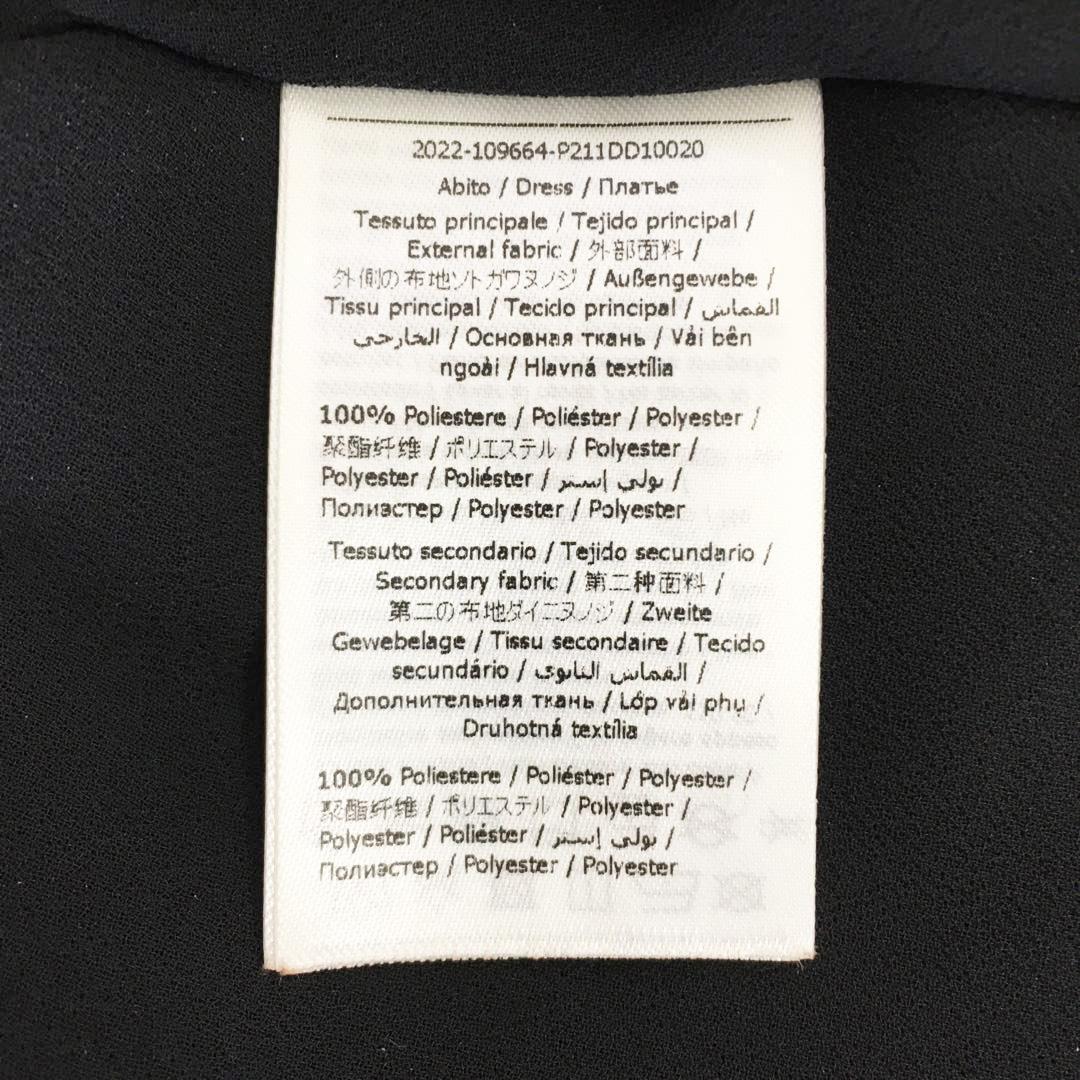 2022-109664-P211DD10020
Abito / Dress / Платье
Tessuto principale / Tejido principal /
External fabric / 外部面料 /
外側の布地ソトガワヌノジ / Außengewebe /
Tissu principal / Tecido principal / القماش
الخارجي / Основная ткань / Vải bên
ngoài / Hlavná textília
100% Poliestere / Poliéster / Polyester /
聚酯纤维 / ポリエステル / Polyester /
Polyester / Poliéster / بولي إستر /
Полиэстер / Polyester / Polyester
Tessuto secondario / Tejido secundario /
Secondary fabric / 第二种面料 /
第二の布地ダイニヌノジ / Zweite
Gewebelage / Tissu secondaire / Tecido
secundário / القماش الثانوي /
Дополнительная ткань / Lớp vải phụ /
Druhotná textília
100% Poliestere / Poliéster / Polyester /
聚酯纤维 / ポリエステル / Polyester /
Polyester / Poliéster / بولي إستر /
Полиэстер / Polyester / Polyester